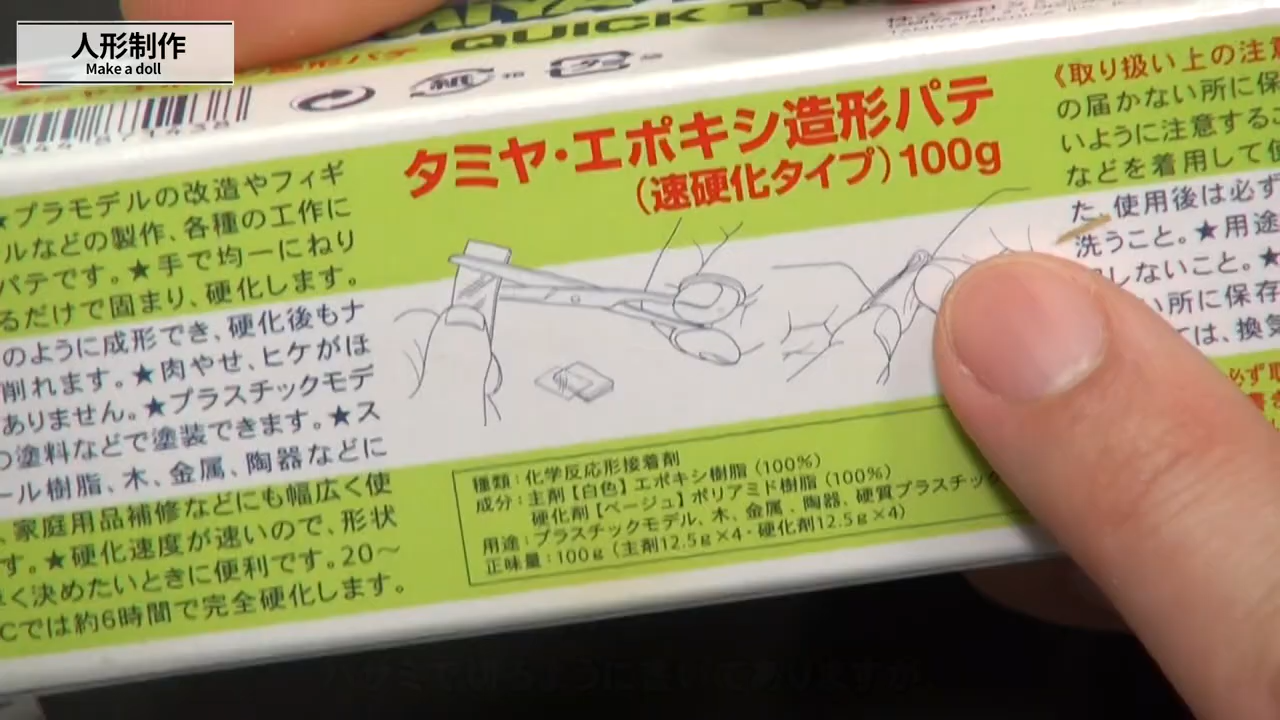 人形制作
Make a doll
QUICK TY
造形パテ
紙
タミヤ・エポキシ造形パテ
（速硬化タイプ）100g
★プラモデルの改造やフィギ
ルなどの製作、各種の工作に
パテです。★手で均一にねり
るだけで固まり、硬化します。
のように成形でき、硬化後もナ
削れます。★肉やせ、ヒケがほ
ありません。★プラスチックモデ
塗料などで塗装できます。★ス
ール樹脂、木、金属、陶器などに
家庭用品補修などにも幅広く使
す。★硬化速度が速いので、形状
く決めたいときに便利です。20～
Cでは約6時間で完全硬化します。
種類：化学反応形接着剤
成分：主剤【白色】エポキシ樹脂（100%）
硬化剤【ベージュ】ポリアミド樹脂（100%）
用途：プラスチックモデル、木、金属、陶器、硬質プラスチック
正味量：100g（主剤12.5g×4・硬化剤12.5g×4）
《取り扱い上の注意
の届かない所に保
いように注意するこ
などを着用して使
た、使用後は必ず
洗うこと。★用途
しないこと。★
い所に保存
ては、換気
必ず取